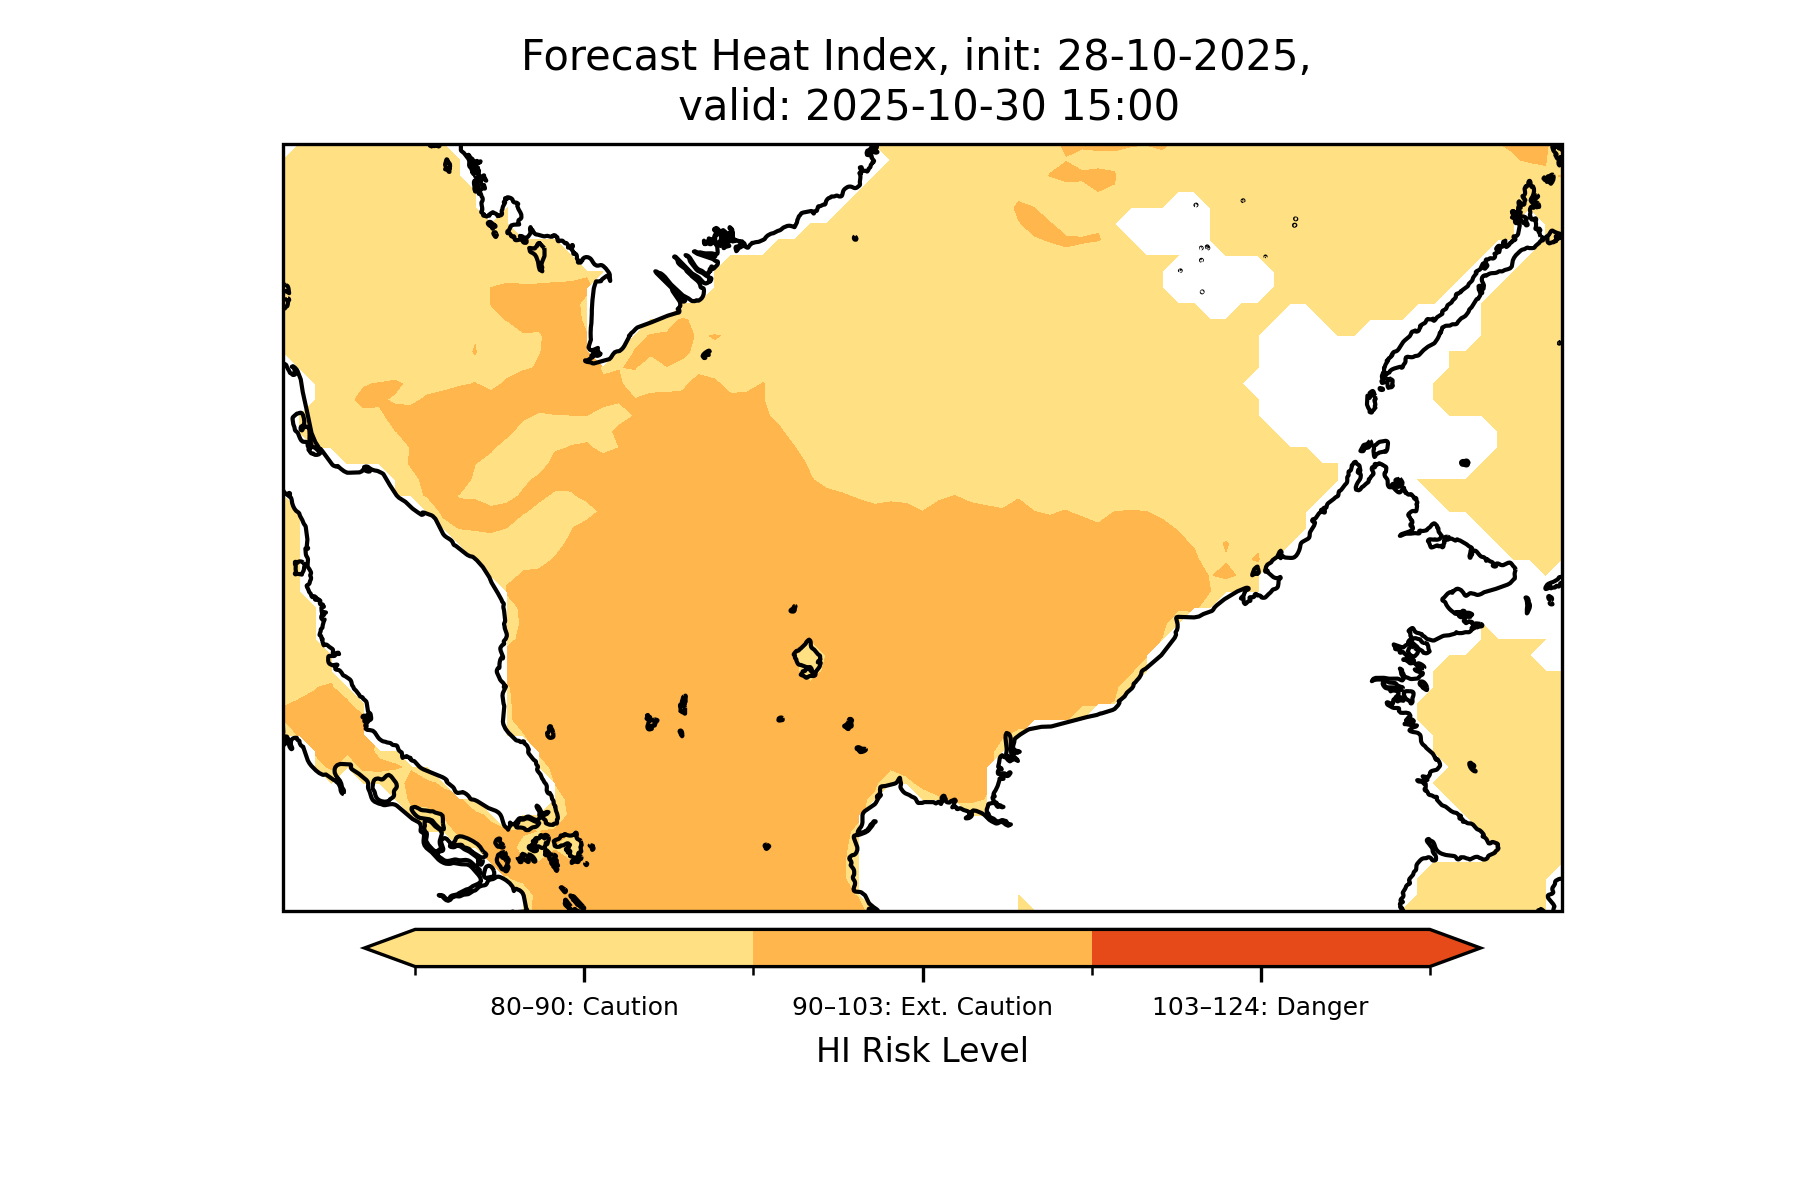 Forecast Heat Index, init: 28-10-2025,
valid: 2025-10-30 15:00
80–90: Caution
90–103: Ext. Caution
103–124: Danger
HI Risk Level